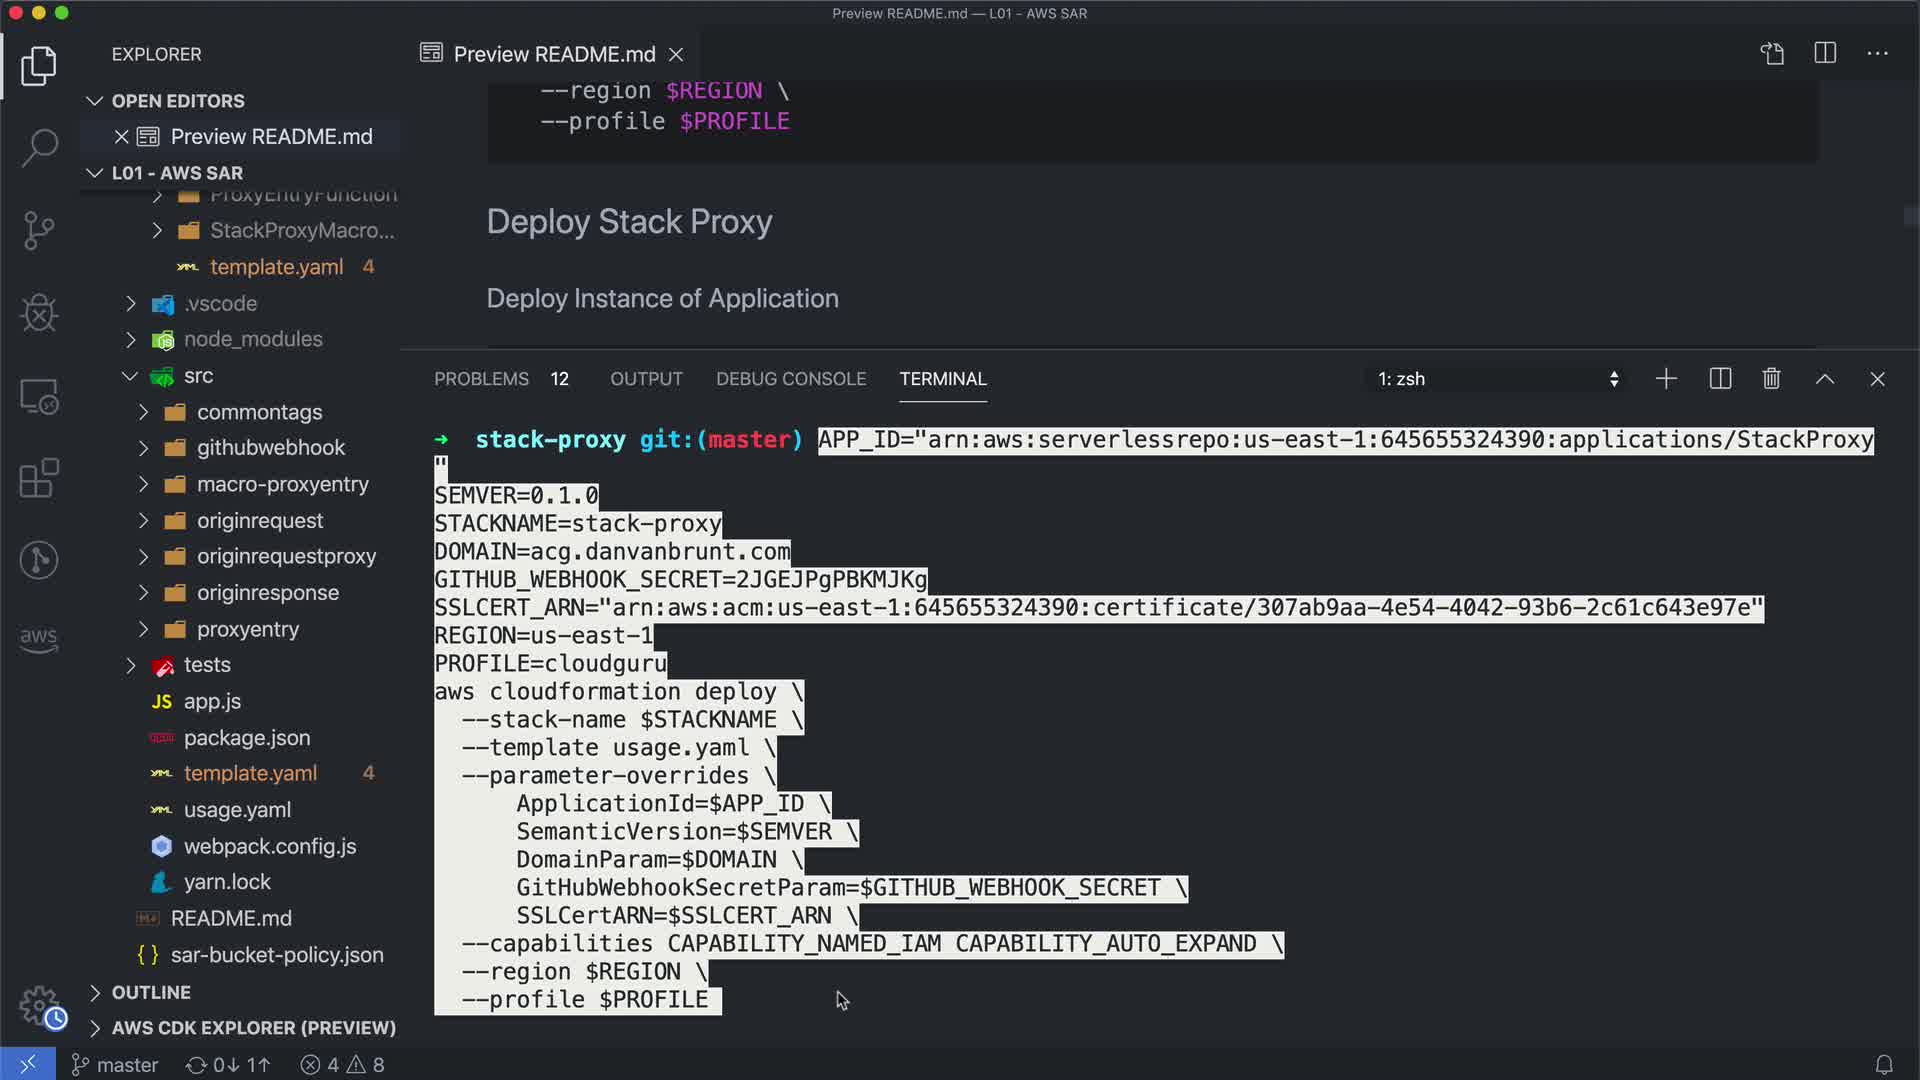 Preview README.md — L01 - AWS SAR
EXPLORER
OPEN EDITORS
Preview README.md
L01 - AWS SAR
ProxyEntryFunction
StackProxyMacro...
template.yaml 4
.vscode
node_modules
src
commontags
githubwebhook
macro-proxyentry
originrequest
originrequestproxy
originresponse
proxyentry
tests
JS app.js
package.json
template.yaml 4
usage.yaml
webpack.config.js
yarn.lock
README.md
{ } sar-bucket-policy.json
OUTLINE
AWS CDK EXPLORER (PREVIEW)
aws
Preview README.md
--region $REGION \
--profile $PROFILE
Deploy Stack Proxy
Deploy Instance of Application
PROBLEMS 12 OUTPUT DEBUG CONSOLE TERMINAL 1: zsh
→ stack-proxy git:(master) APP_ID="arn:aws:serverlessrepo:us-east-1:645655324390:applications/StackProxy
"
SEMVER=0.1.0
STACKNAME=stack-proxy
DOMAIN=acg.danvanbrunt.com
GITHUB_WEBHOOK_SECRET=2JGEJPgPBKMJKg
SSLCERT_ARN="arn:aws:acm:us-east-1:645655324390:certificate/307ab9aa-4e54-4042-93b6-2c61c643e97e"
REGION=us-east-1
PROFILE=cloudguru
aws cloudformation deploy \
--stack-name $STACKNAME \
--template usage.yaml \
--parameter-overrides \
ApplicationId=$APP_ID \
SemanticVersion=$SEMVER \
DomainParam=$DOMAIN \
GitHubWebhookSecretParam=$GITHUB_WEBHOOK_SECRET \
SSLCertARN=$SSLCERT_ARN \
--capabilities CAPABILITY_NAMED_IAM CAPABILITY_AUTO_EXPAND \
--region $REGION \
--profile $PROFILE
master 0↓ 1↑ 4 8